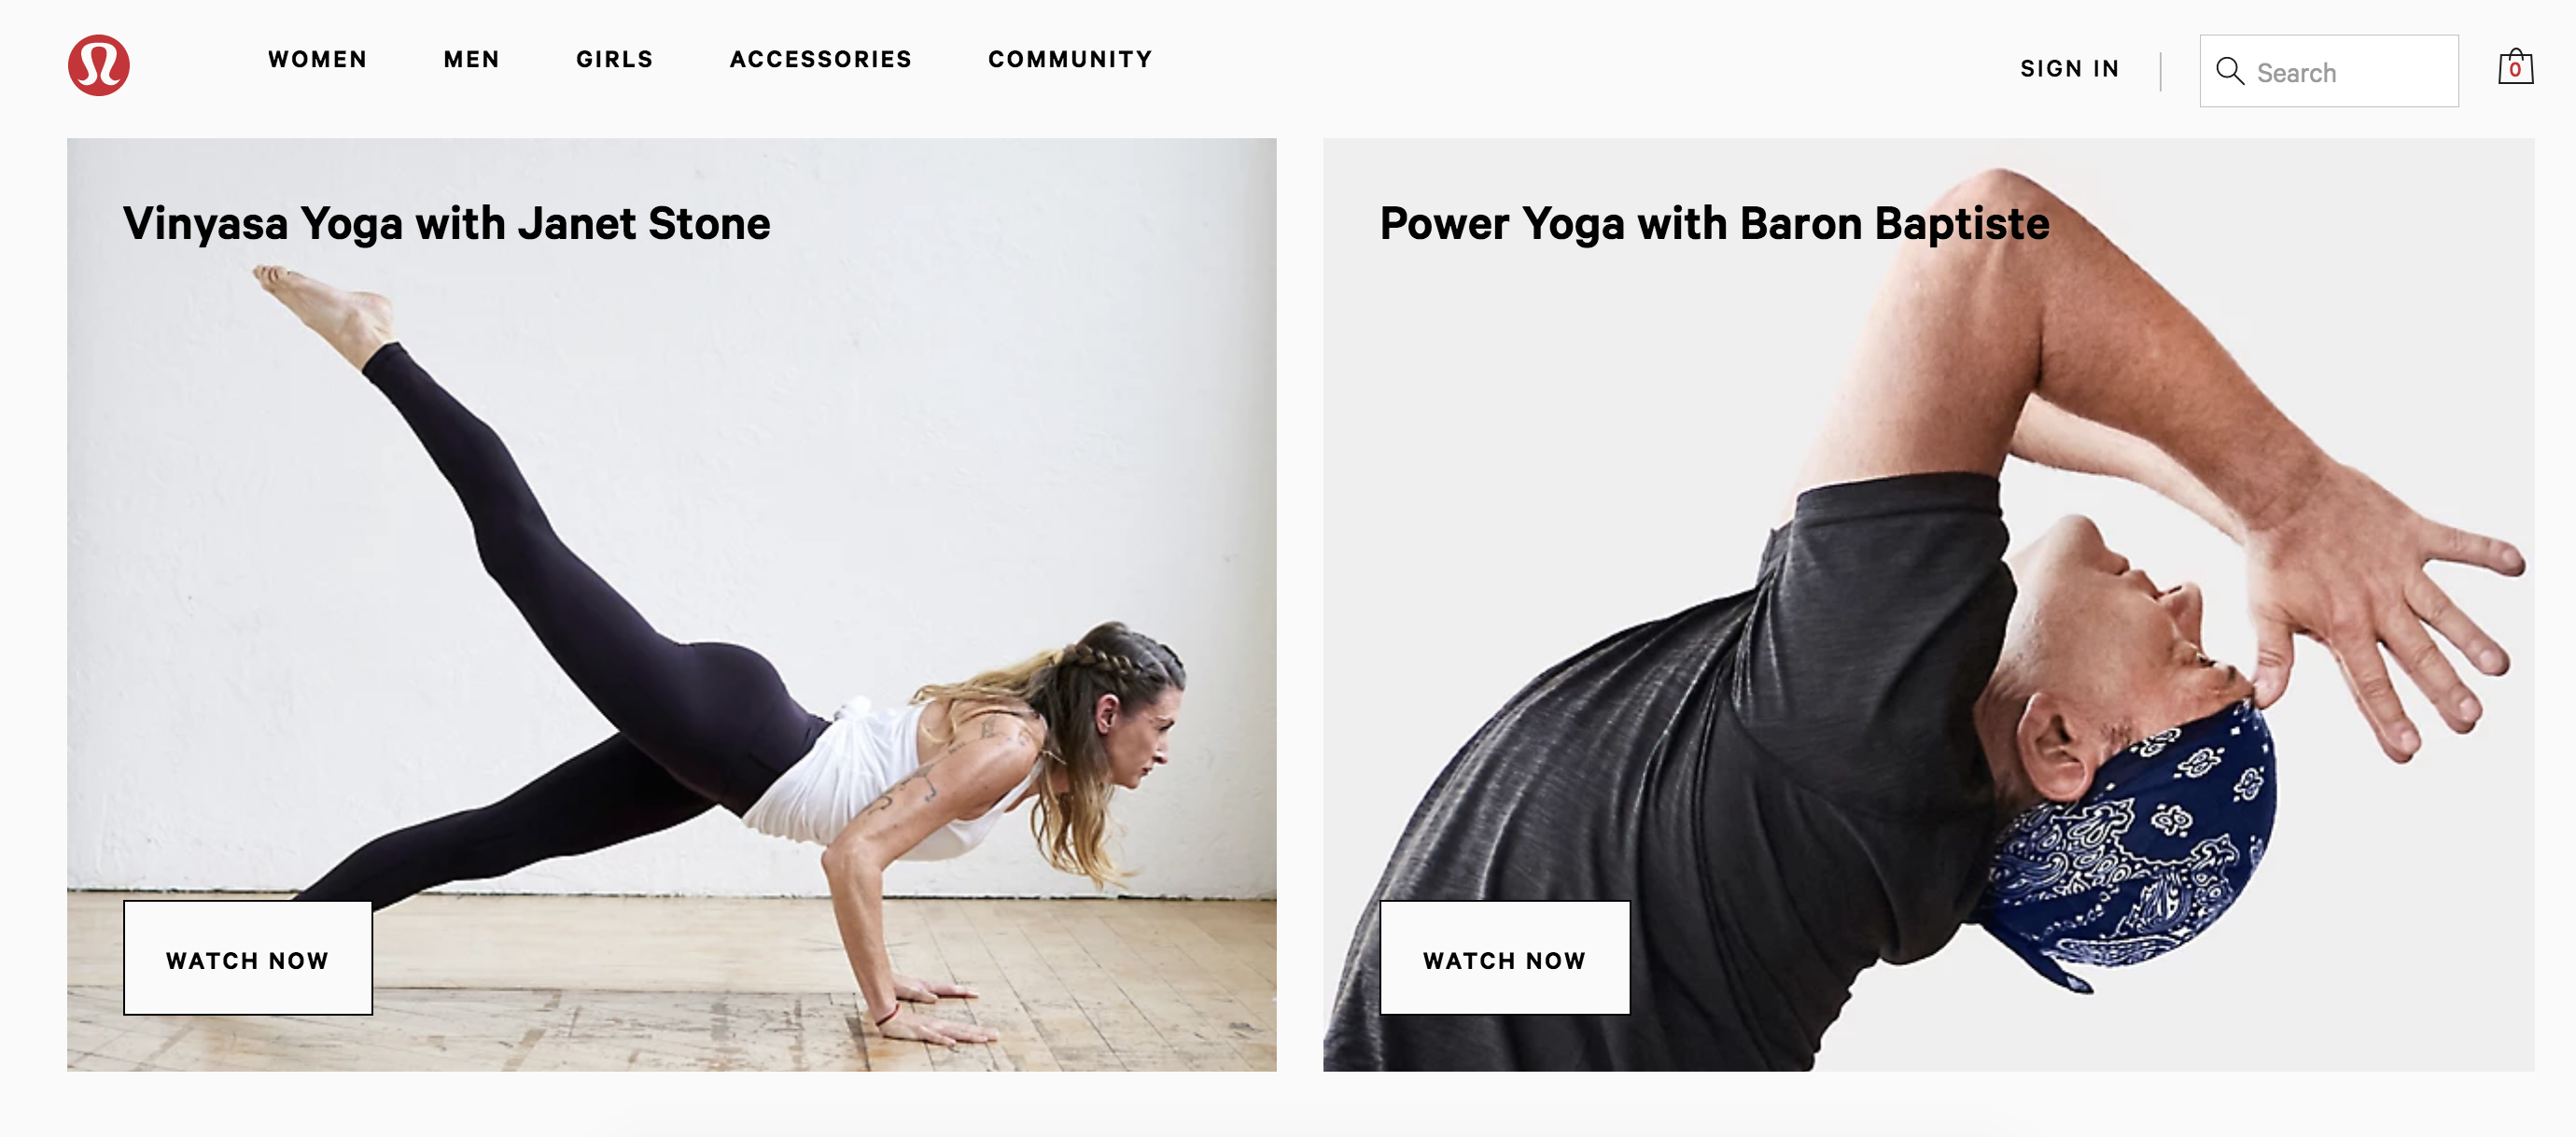 WOMEN MEN GIRLS ACCESSORIES COMMUNITY SIGN IN Search 0
Vinyasa Yoga with Janet Stone
Power Yoga with Baron Baptiste
WATCH NOW
WATCH NOW